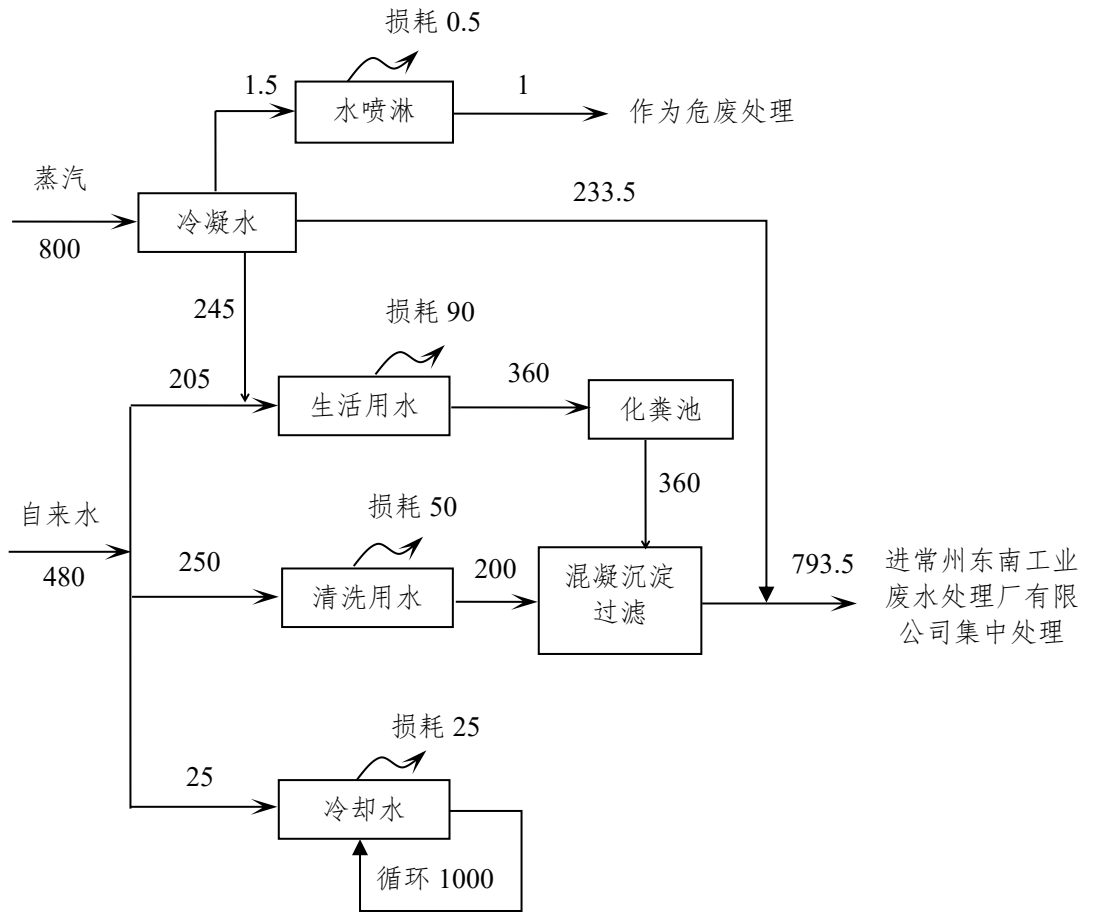 损耗 0.5
1.5
水喷淋
1
作为危废处理
蒸汽
800
冷凝水
233.5
245
损耗 90
205
生活用水
360
化粪池
360
自来水
480
损耗 50
250
清洗用水
200
混凝沉淀
过滤
793.5
进常州东南工业
废水处理厂有限
公司集中处理
损耗 25
25
冷却水
循环 1000